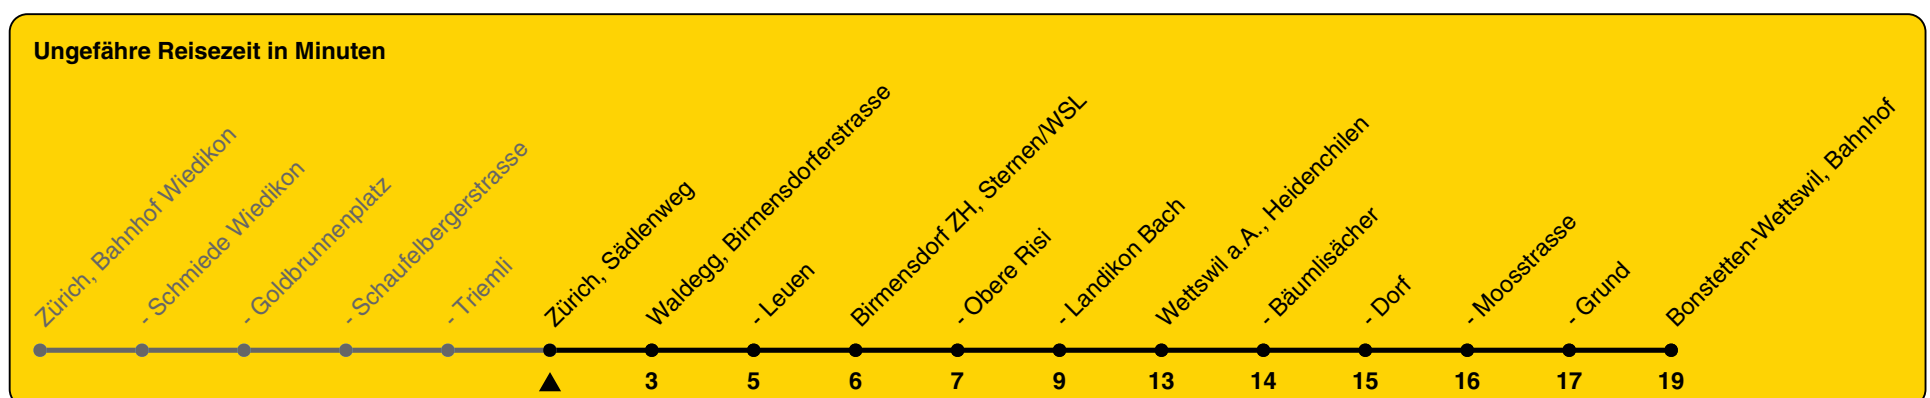 Ungefähre Reisezeit in Minuten
Zürich, Bahnhof Wiedikon
- Schmiede Wiedikon
- Goldbrunnenplatz
- Schaufelbergerstrasse
- Triemli
Zürich, Sädlenweg
Waldegg, Birmensdorferstrasse
- Leuen
Birmensdorf ZH, Sternen/WSL
- Obere Risi
- Landikon Bach
Wettswil a.A., Heidenchilen
- Bäumlisächer
- Dorf
- Moosstrasse
- Grund
Bonstetten-Wettswil, Bahnhof
3 5 6 7 9 13 14 15 16 17 19